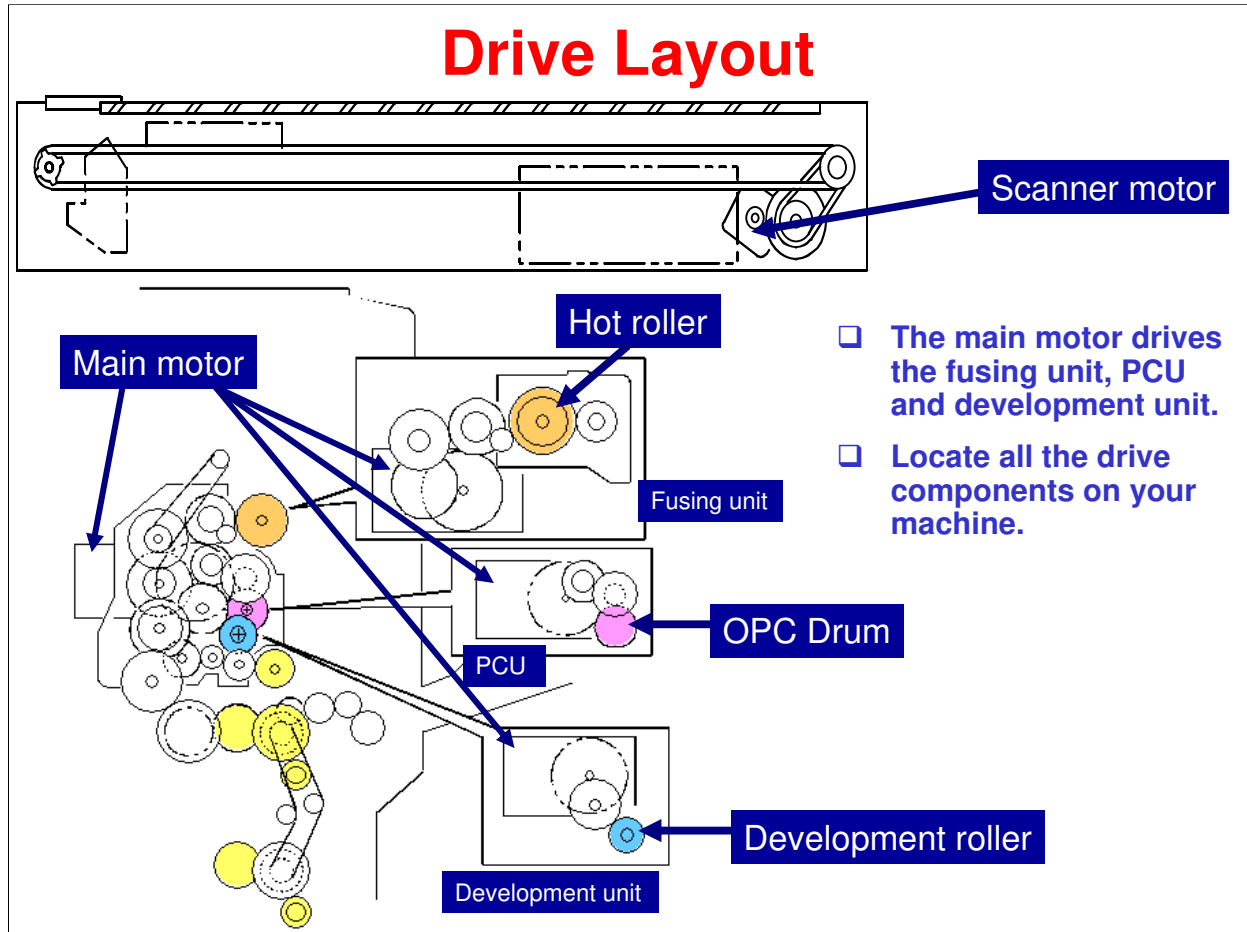 Drive Layout
Scanner motor
Hot roller
Main motor
❑ The main motor drives
the fusing unit, PCU
and development unit.
❑ Locate all the drive
components on your
machine.
Fusing unit
OPC Drum
PCU
Development roller
Development unit